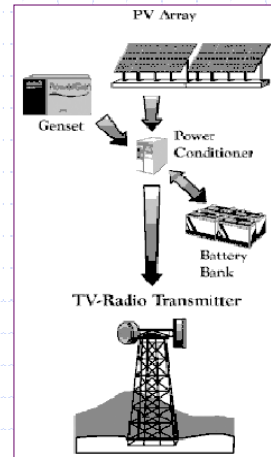 PV Array
Genset
Power
Conditioner
Battery
Bank
TV-Radio Transmitter